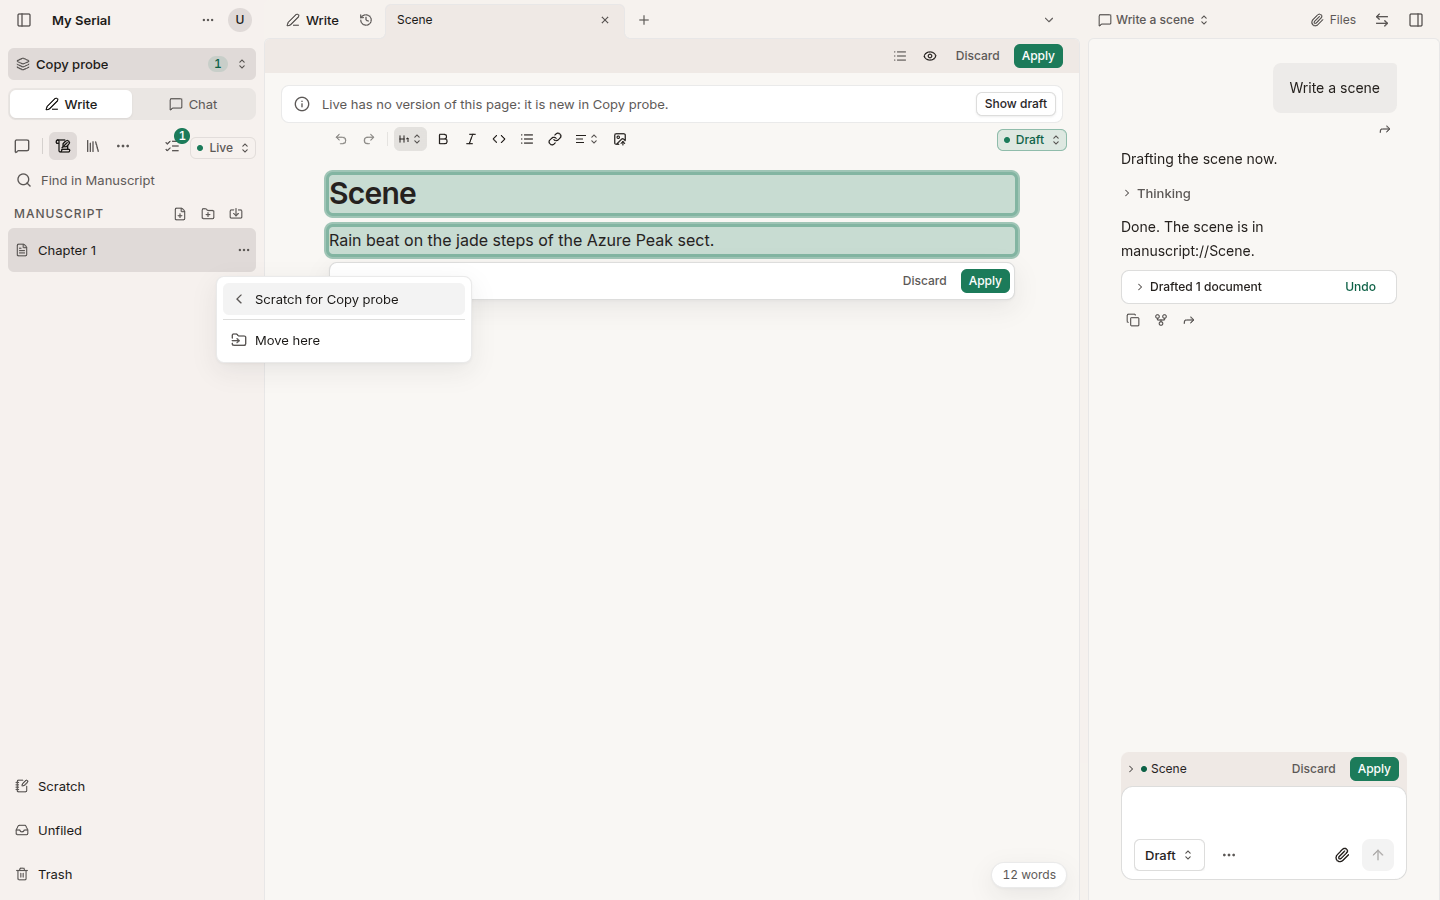 My Serial
U
Write
Scene
Write a scene
Files
Copy probe
1
Discard
Apply
Write
Chat
Live has no version of this page: it is new in Copy probe.
Show draft
Write a scene
1
Live
H1
B
I
Draft
Find in Manuscript
Drafting the scene now.
MANUSCRIPT
Scene
Thinking
Chapter 1
Rain beat on the jade steps of the Azure Peak sect.
Done. The scene is in
manuscript://Scene.
Discard
Apply
Drafted 1 document
Undo
Scratch for Copy probe
Move here
Scene
Discard
Apply
Scratch
Unfiled
Trash
Draft
12 words